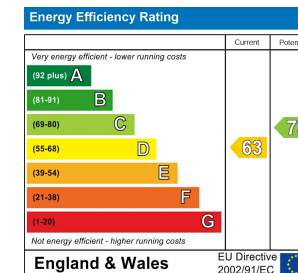 Energy Efficiency Rating
Current
Very energy efficient - lower running costs
(92 plus) A
(81-91) B
(69-80) C
(55-68) D
63
(39-54) E
(21-38) F
(1-20) G
Not energy efficient - higher running costs
England & Wales
EU Directive
2002/91/EC